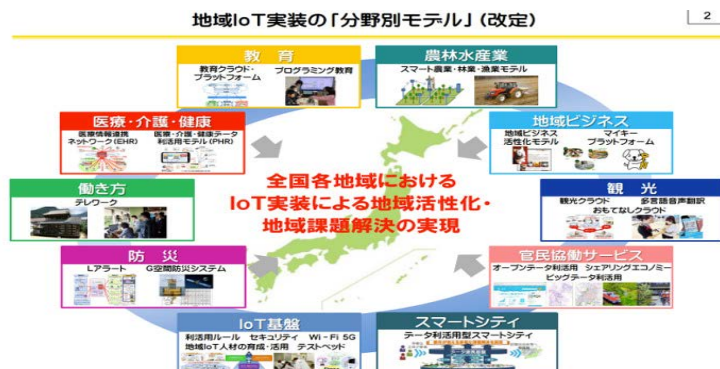 地域IoT実装の「分野別モデル」(改定)
2
教育
教育クラウド・
プラットフォーム
プログラミング教育
農林水産業
スマート農業・林業・漁業モデル
医療・介護・健康
医療情報連携
ネットワーク(EHR)
医療・介護・健康データ
利活用モデル(PHR)
地域ビジネス
地域ビジネス
活性化モデル
マイキー
プラットフォーム
全国各地域における
IoT実装による地域活性化・
地域課題解決の実現
働き方
テレワーク
観光
観光クラウド 多言語音声翻訳
おもてなしクラウド
防災
Lアラート G空間防災システム
官民協働サービス
オープンデータ利活用 シェアリングエコノミー
ビッグデータ利活用
IoT基盤
利活用ルール セキュリティ Wi-Fi 5G
地域IoT人材の育成・活用 テストベッド
スマートシティ
データ利活用型スマートシティ